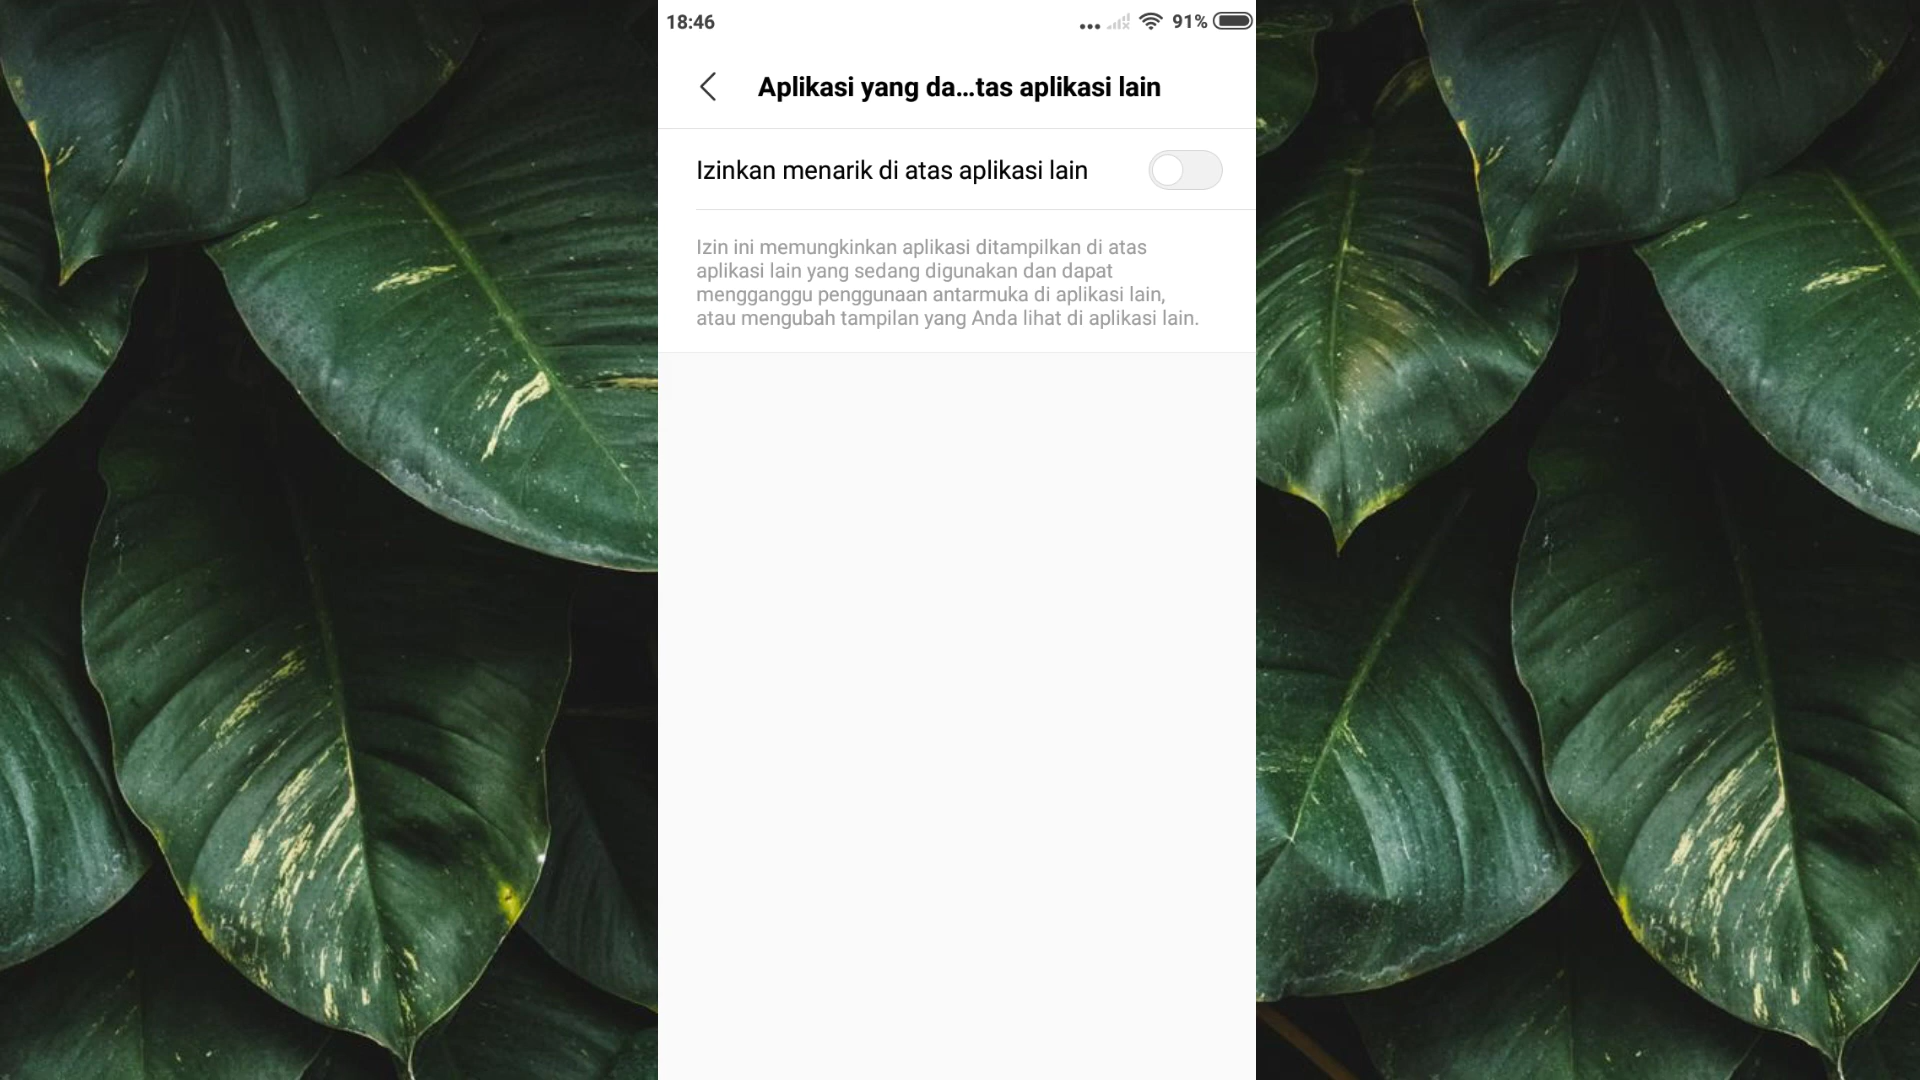 18:46
91%
Aplikasi yang da...tas aplikasi lain
Izinkan menarik di atas aplikasi lain
Izin ini memungkinkan aplikasi ditampilkan di atas
aplikasi lain yang sedang digunakan dan dapat
mengganggu penggunaan antarmuka di aplikasi lain,
atau mengubah tampilan yang Anda lihat di aplikasi lain.